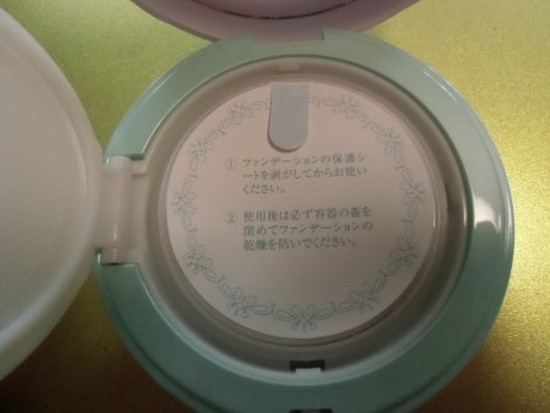 ① ファンデーションの保護シ
ートを剥がしてからお使い
ください。
② 使用後は必ず容器の蓋を
閉めてファンデーションの
乾燥を防いでください。